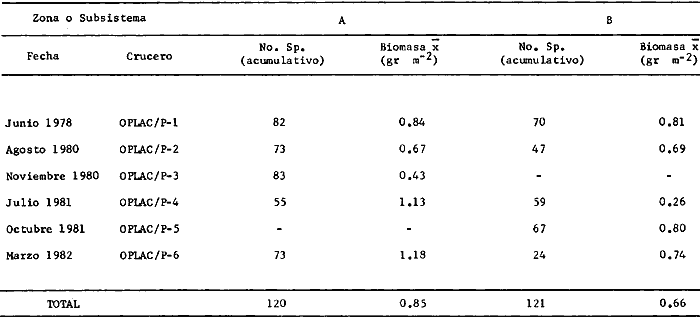 Zona o Subsistema A B
Fecha Crucero No. Sp. (acumulativo) Biomasa x̄ (gr m⁻²) No. Sp. (acumulativo) Biomasa x̄ (gr m⁻²)
Junio 1978 OPLAC/P-1 82 0.84 70 0.81
Agosto 1980 OPLAC/P-2 73 0.67 47 0.69
Noviembre 1980 OPLAC/P-3 83 0.43 - -
Julio 1981 OPLAC/P-4 55 1.13 59 0.26
Octubre 1981 OPLAC/P-5 - - 67 0.80
Marzo 1982 OPLAC/P-6 73 1.18 24 0.74
TOTAL 120 0.85 121 0.66